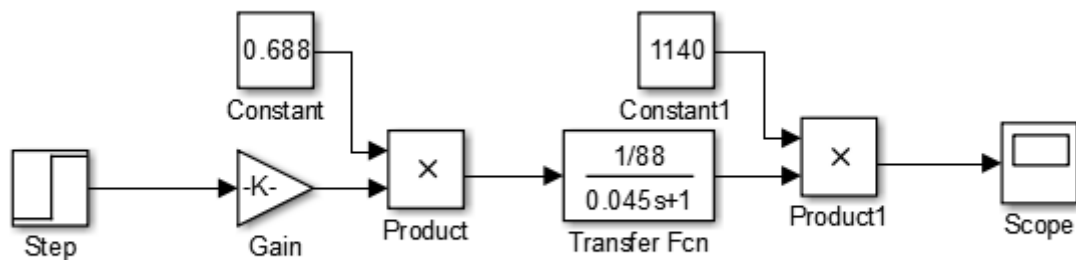 0.688
Constant
1140
Constant1
Step
-K-
Gain
×
Product
1/88
0.045s+1
Transfer Fcn
×
Product1
Scope